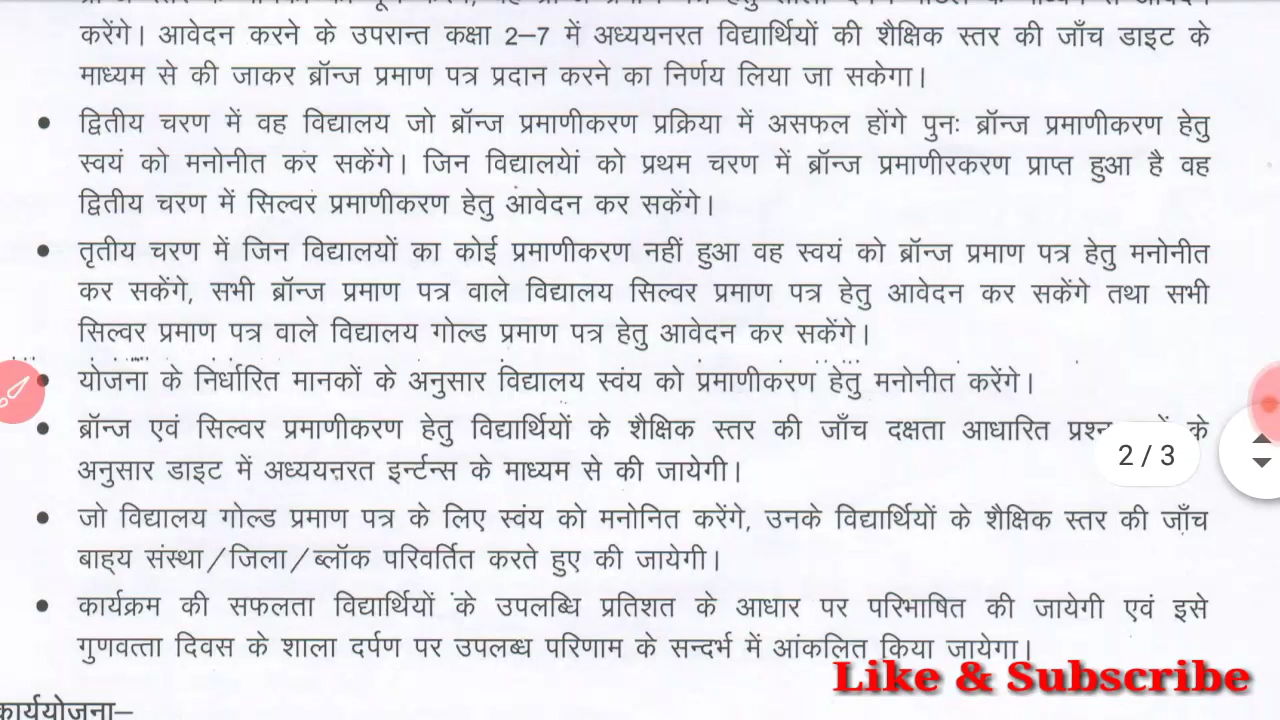 करेंगे। आवेदन करने के उपरान्त कक्षा 2–7 में अध्ययनरत विद्यार्थियों की शैक्षिक स्तर की जाँच डाइट के
माध्यम से की जाकर ब्रॉन्ज प्रमाण पत्र प्रदान करने का निर्णय लिया जा सकेगा।
● द्वितीय चरण में वह विद्यालय जो ब्रॉन्ज प्रमाणीकरण प्रक्रिया में असफल होंगे पुनः ब्रॉन्ज प्रमाणीकरण हेतु
स्वयं को मनोनीत कर सकेंगे। जिन विद्यालयेां को प्रथम चरण में ब्रॉन्ज प्रमाणीरकरण प्राप्त हुआ है वह
द्वितीय चरण में सिल्वर प्रमाणीकरण हेतु आवेदन कर सकेंगे।
● तृतीय चरण में जिन विद्यालयों का कोई प्रमाणीकरण नहीं हुआ वह स्वयं को ब्रॉन्ज प्रमाण पत्र हेतु मनोनीत
कर सकेंगे, सभी ब्रॉन्ज प्रमाण पत्र वाले विद्यालय सिल्वर प्रमाण पत्र हेतु आवेदन कर सकेंगे तथा सभी
सिल्वर प्रमाण पत्र वाले विद्यालय गोल्ड प्रमाण पत्र हेतु आवेदन कर सकेंगे।
● योजना के निर्धारित मानकों के अनुसार विद्यालय स्वंय को प्रमाणीकरण हेतु मनोनीत करेंगे।
● ब्रॉन्ज एवं सिल्वर प्रमाणीकरण हेतु विद्यार्थियों के शैक्षिक स्तर की जाँच दक्षता आधारित के
2 / 3
अनुसार डाइट में अध्ययनरत इर्न्टन्स के माध्यम से की जायेगी।
● जो विद्यालय गोल्ड प्रमाण पत्र के लिए स्वंय को मनोनित करेंगे, उनके विद्यार्थियों के शैक्षिक स्तर की जाँच
बाह्य संस्था/जिला/ब्लॉक परिवर्तित करते हुए की जायेगी।
● कार्यक्रम की सफलता विद्यार्थियों के उपलब्धि प्रतिशत के आधार पर परिभाषित की जायेगी एवं इसे
गुणवत्ता दिवस के शाला दर्पण पर उपलब्ध परिणाम के सन्दर्भ में आंकलित किया जायेगा।
Like & Subscribe
कार्ययोजना–